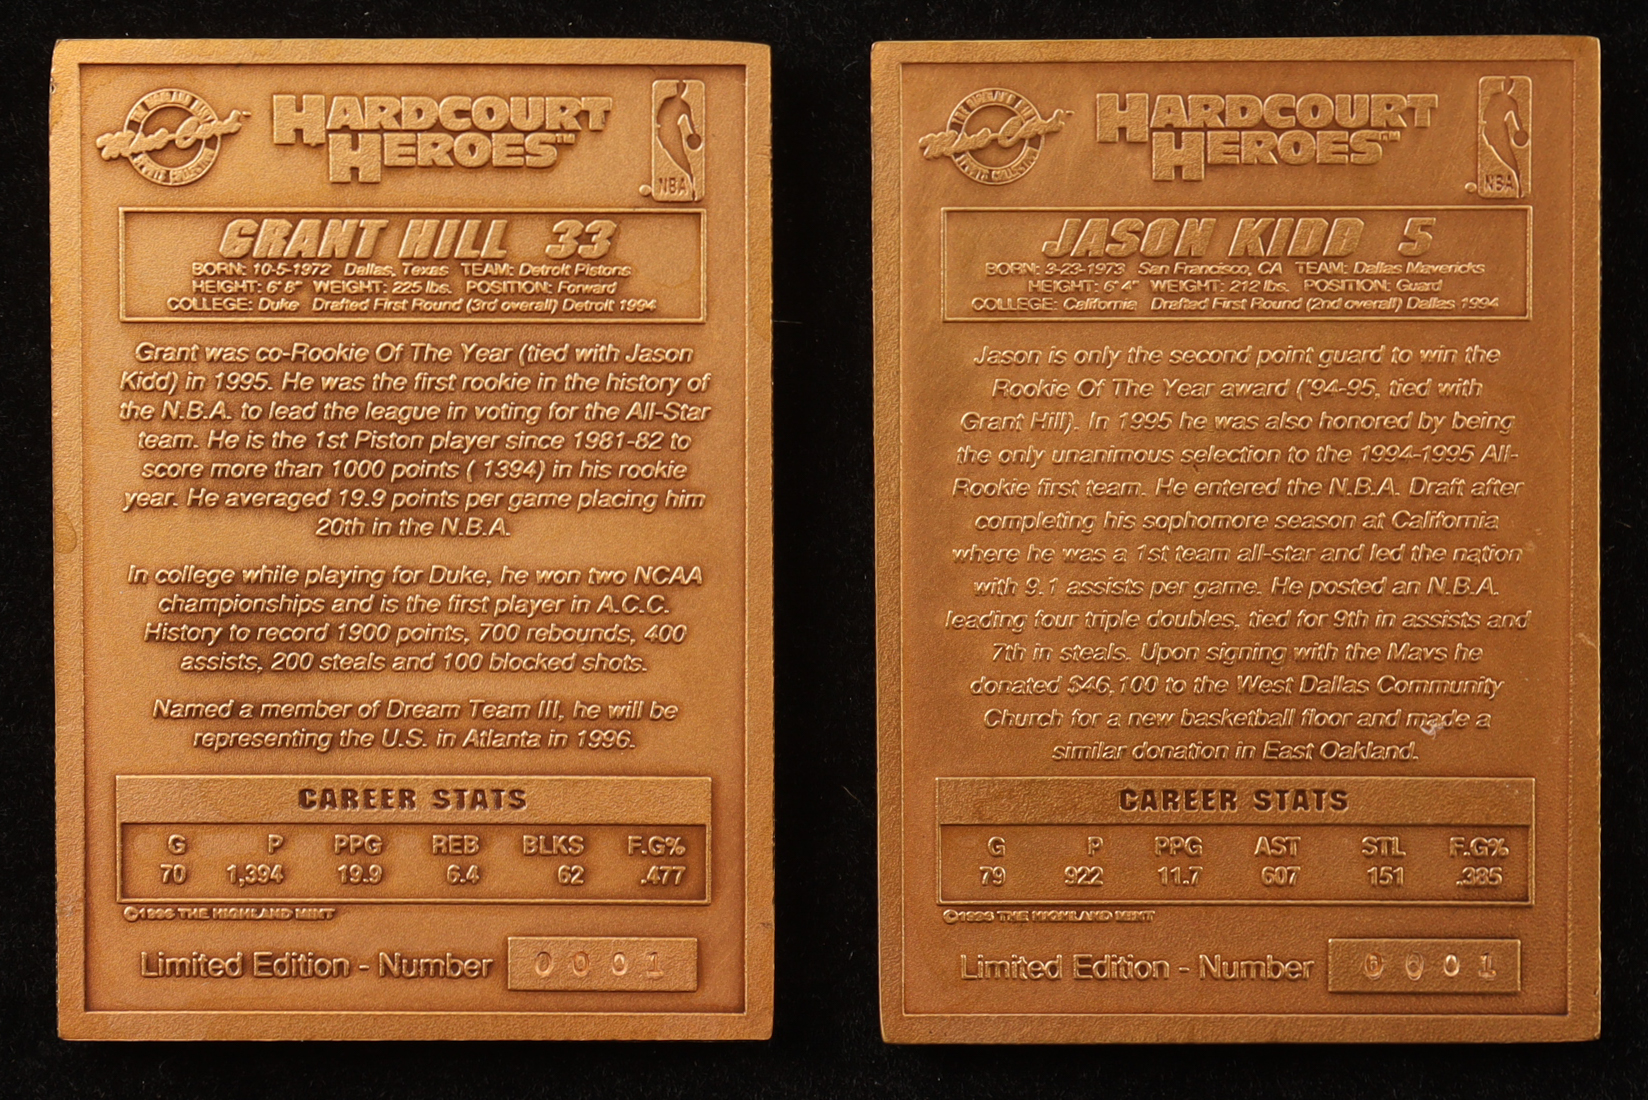 THE HIGHLAND MINT
Mint-Cards
SPORTS COLLECTION
HARDCOURT
HEROES™
NBA
GRANT HILL 33
BORN: 10-5-1972 Dallas, Texas TEAM: Detroit Pistons
HEIGHT: 6'8" WEIGHT: 225 lbs. POSITION: Forward
COLLEGE: Duke Drafted First Round (3rd overall) Detroit 1994
Grant was co-Rookie Of The Year (tied with Jason
Kidd) in 1995. He was the first rookie in the history of
the N.B.A. to lead the league in voting for the All-Star
team. He is the 1st Piston player since 1981-82 to
score more than 1000 points ( 1394) in his rookie
year. He averaged 19.9 points per game placing him
20th in the N.B.A.
In college while playing for Duke, he won two NCAA
championships and is the first player in A.C.C.
History to record 1900 points, 700 rebounds, 400
assists, 200 steals and 100 blocked shots.
Named a member of Dream Team III, he will be
representing the U.S. in Atlanta in 1996.
CAREER STATS
G P PPG REB BLKS F.G%
70 1,394 19.9 6.4 62 .477
©1996 THE HIGHLAND MINT
Limited Edition - Number 0001
THE HIGHLAND MINT
Mint-Cards
SPORTS COLLECTION
HARDCOURT
HEROES™
NBA
JASON KIDD 5
BORN: 3-23-1973 San Francisco, CA TEAM: Dallas Mavericks
HEIGHT: 6'4" WEIGHT: 212 lbs. POSITION: Guard
COLLEGE: California Drafted First Round (2nd overall) Dallas 1994
Jason is only the second point guard to win the
Rookie Of The Year award ('94-95, tied with
Grant Hill). In 1995 he was also honored by being
the only unanimous selection to the 1994-1995 All-
Rookie first team. He entered the N.B.A. Draft after
completing his sophomore season at California
where he was a 1st team all-star and led the nation
with 9.1 assists per game. He posted an N.B.A.
leading four triple doubles, tied for 9th in assists and
7th in steals. Upon signing with the Mavs he
donated $46,100 to the West Dallas Community
Church for a new basketball floor and made a
similar donation in East Oakland.
CAREER STATS
G P PPG AST STL F.G%
79 922 11.7 607 151 .385
©1996 THE HIGHLAND MINT
Limited Edition - Number 0001